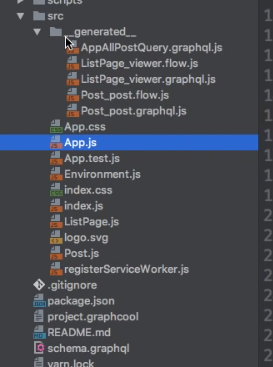 scripts
src
__generated__
AppAllPostQuery.graphql.js
ListPage_viewer.flow.js
ListPage_viewer.graphql.js
Post_post.flow.js
Post_post.graphql.js
App.css
App.js
App.test.js
Environment.js
index.css
index.js
ListPage.js
logo.svg
Post.js
registerServiceWorker.js
.gitignore
package.json
project.graphcool
README.md
schema.graphql
yarn.lock